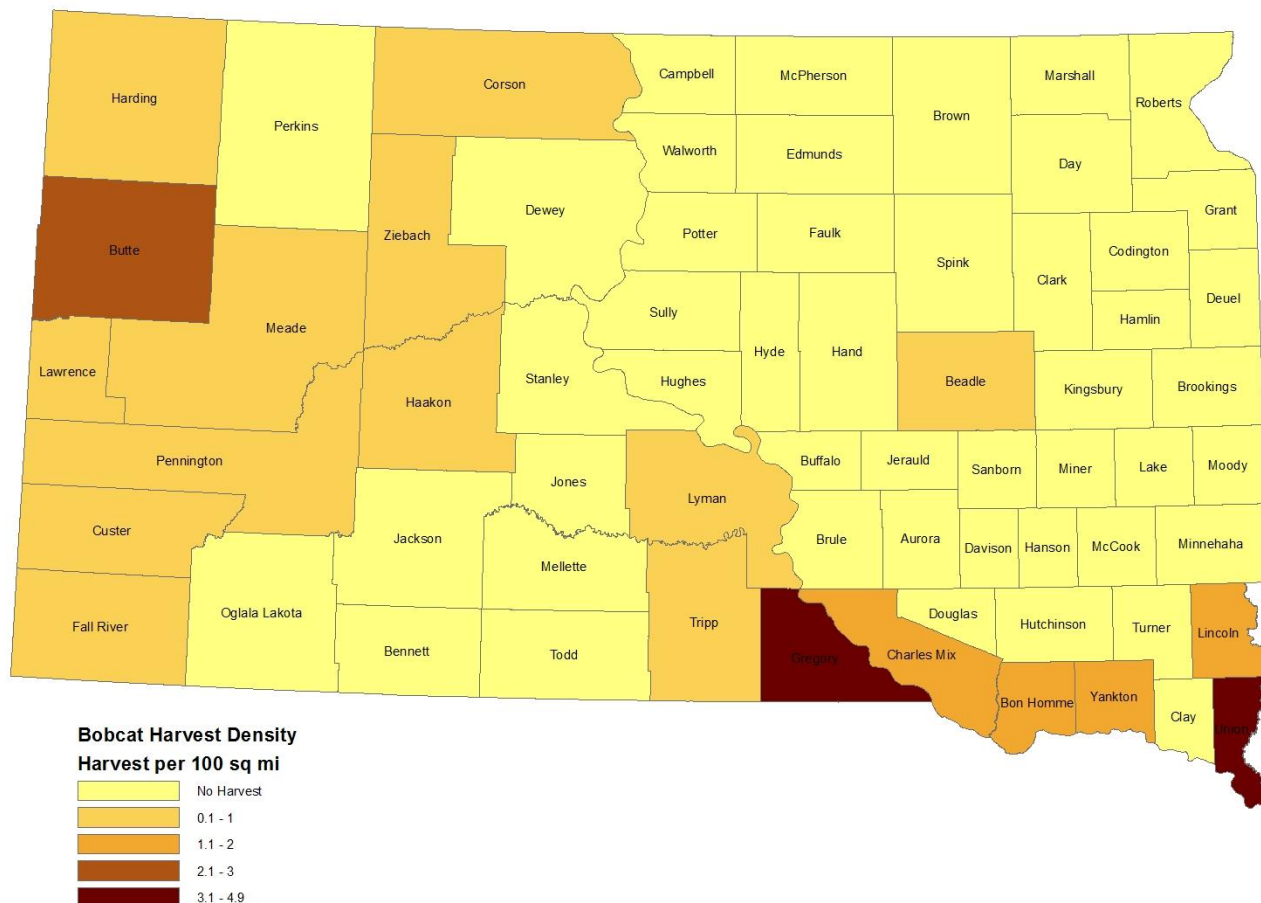 Campbell
McPherson
Marshall
Corson
Harding
Roberts
Brown
Perkins
Walworth
Edmunds
Day
Dewey
Grant
Potter
Faulk
Ziebach
Butte
Codington
Spink
Clark
Deuel
Sully
Hamlin
Meade
Hyde
Hand
Lawrence
Stanley
Hughes
Beadle
Kingsbury
Brookings
Haakon
Pennington
Buffalo
Jerauld
Sanborn
Miner
Lake
Moody
Jones
Lyman
Custer
Jackson
Brule
Aurora
Davison
Hanson
McCook
Minnehaha
Mellette
Oglala Lakota
Fall River
Tripp
Douglas
Hutchinson
Turner
Lincoln
Bennett
Todd
Gregory
Charles Mix
Bon Homme
Yankton
Clay
Union
Bobcat Harvest Density
Harvest per 100 sq mi
No Harvest
0.1 - 1
1.1 - 2
2.1 - 3
3.1 - 4.9